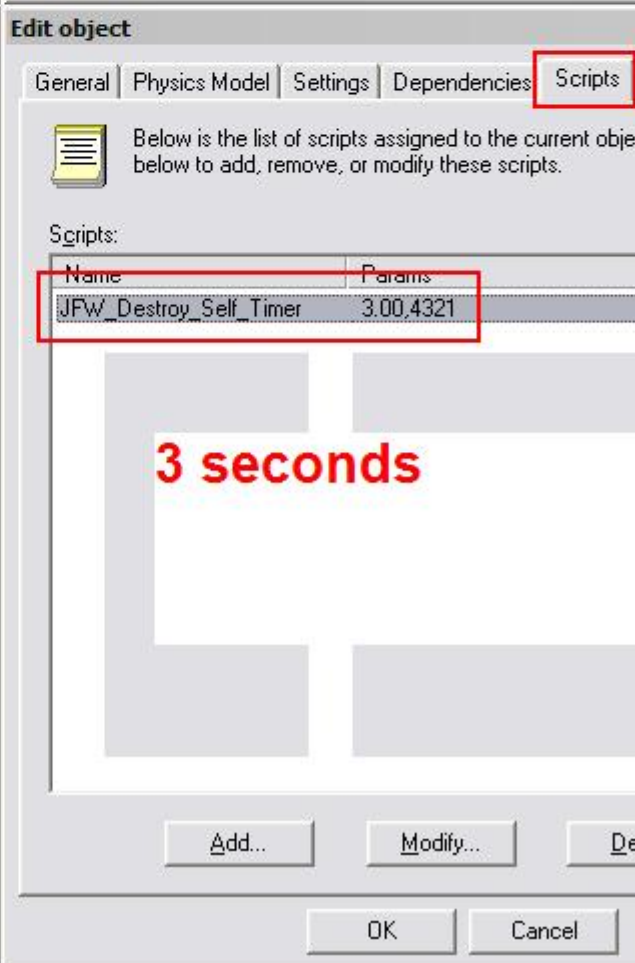 Edit object
General Physics Model Settings Dependencies Scripts
Below is the list of scripts assigned to the current obje
below to add, remove, or modify these scripts.
Scripts:
Name Params
JFW_Destroy_Self_Timer 3.00,4321
3 seconds
Add... Modify... De
OK Cancel